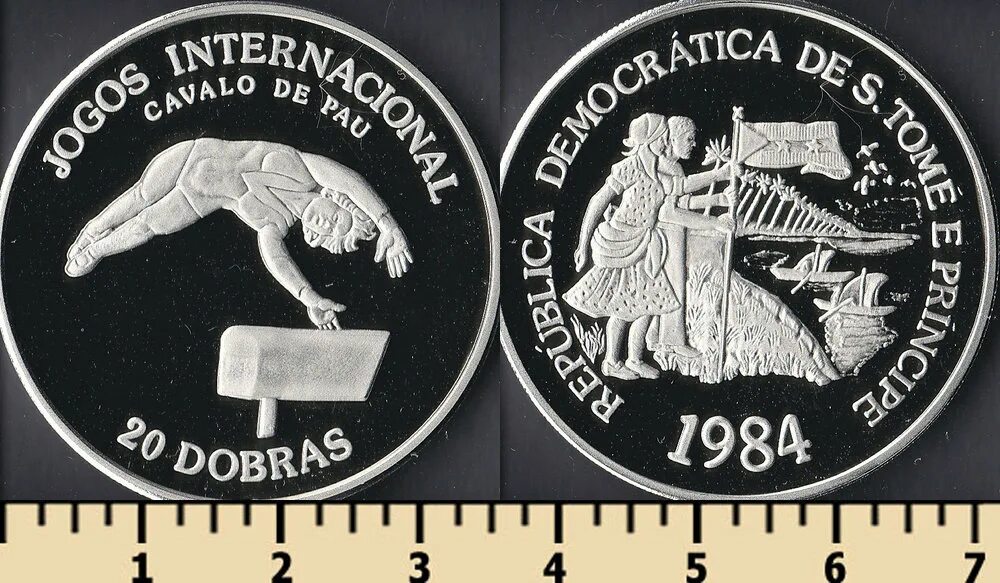 JOGOS INTERNACIONAL
CAVALO DE PAU
20 DOBRAS
REPÚBLICA DEMOCRÁTICA DE S. TOMÉ E PRÍNCIPE
1984
1 2 3 4 5 6 7